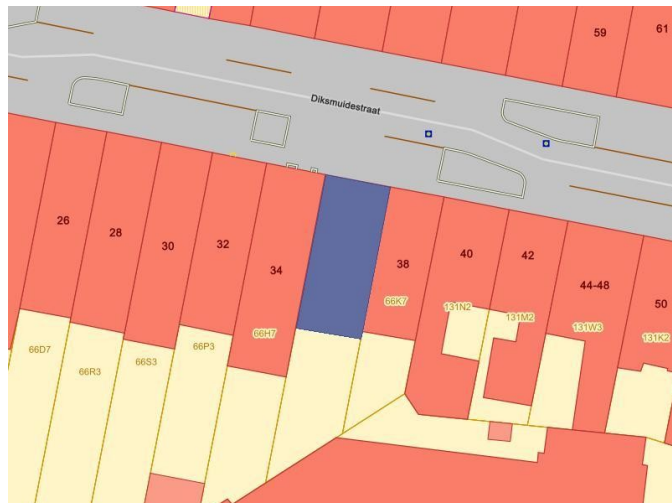 59
61
Diksmuidestraat
26
28
30
32
34
38
40
42
44-48
50
66D7
66R3
66S3
66P3
66H7
66K7
131N2
131M2
131W3
131K2